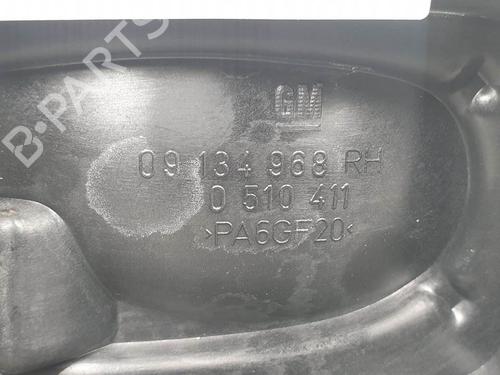 B-PARTS
GM
09 134 968 RH
0 510 411
>PA6GF20<